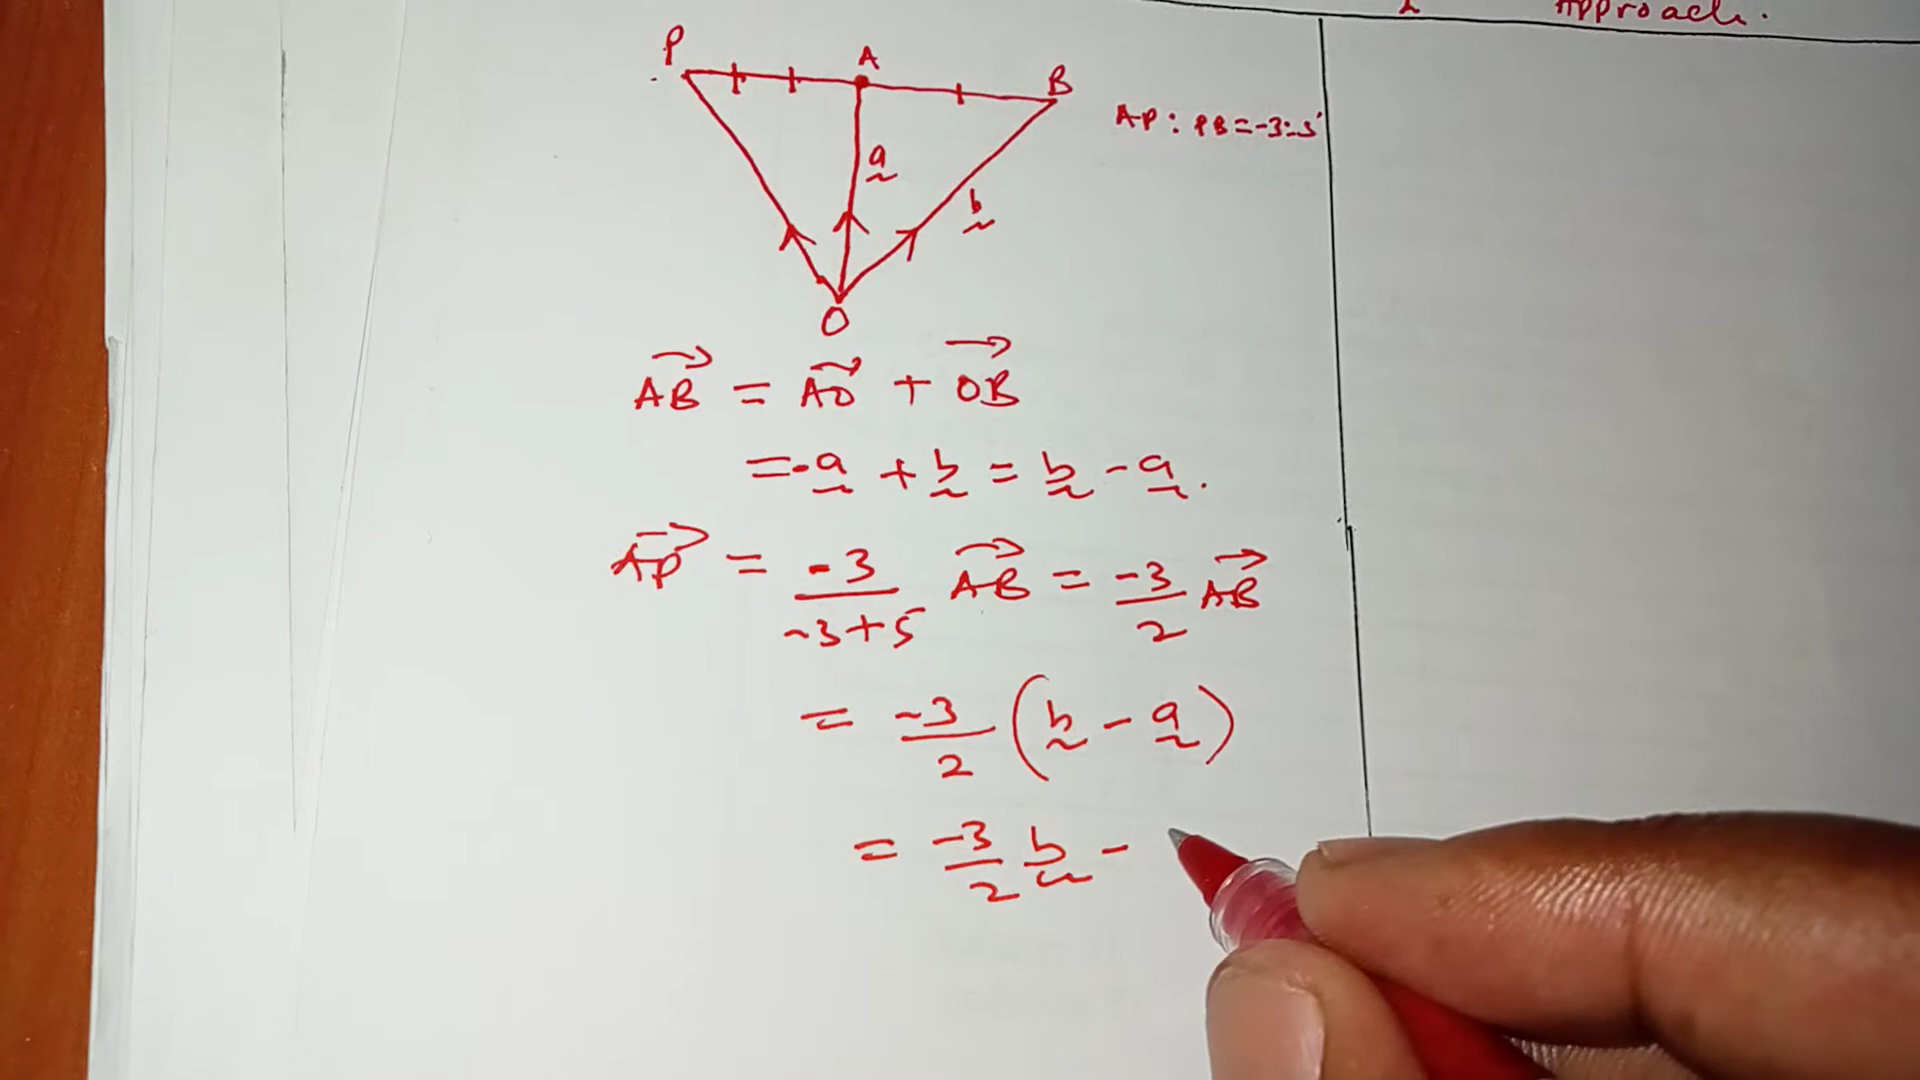 Approach.
P A B
AP : PB = -3:5
a
b
O
AB = AO + OB
= -a + b = b - a.
AP = -3/-3+5 AB = -3/2 AB
= -3/2 (b - a)
= -3/2 b -